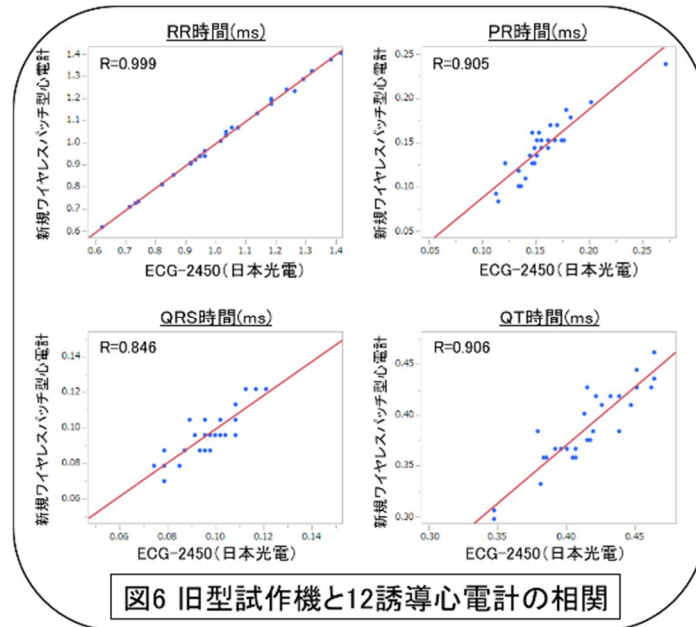 RR時間(ms)
R=0.999
新規ワイヤレスパッチ型心電計
1.4
1.3
1.2
1.1
1.0
0.9
0.8
0.7
0.6
0.6 0.7 0.8 0.9 1.0 1.1 1.2 1.3 1.4
ECG-2450(日本光電)
PR時間(ms)
R=0.905
新規ワイヤレスパッチ型心電計
0.25
0.20
0.15
0.10
0.05
0.05 0.10 0.15 0.20 0.25
ECG-2450(日本光電)
QRS時間(ms)
R=0.846
新規ワイヤレスパッチ型心電計
0.14
0.12
0.10
0.08
0.06
0.06 0.08 0.10 0.12 0.14
ECG-2450(日本光電)
QT時間(ms)
R=0.906
新規ワイヤレスパッチ型心電計
0.45
0.40
0.35
0.30
0.30 0.35 0.40 0.45
ECG-2450(日本光電)
図6 旧型試作機と12誘導心電計の相関